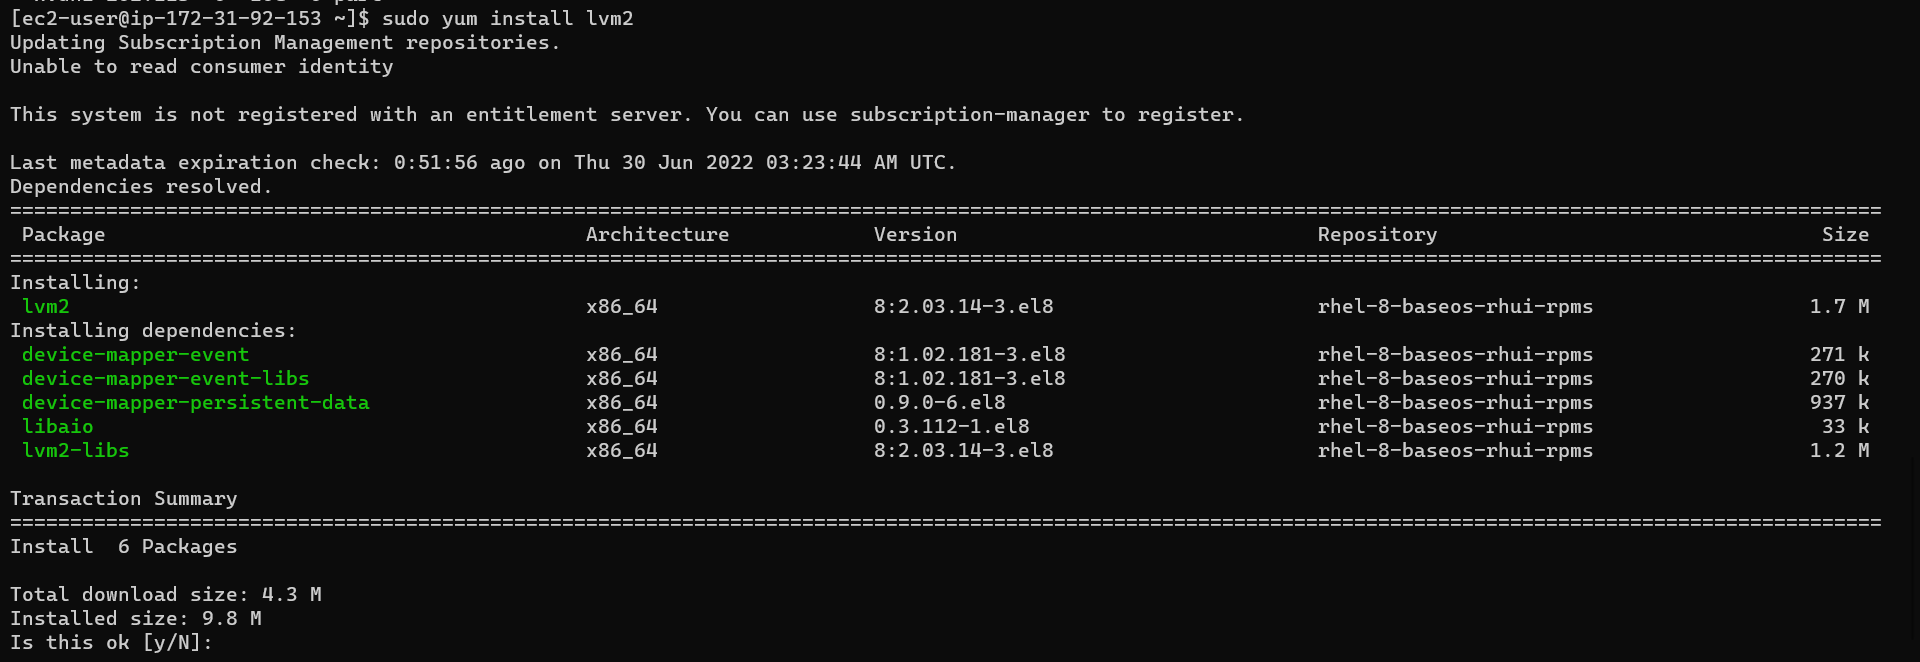 [ec2-user@ip-172-31-92-153 ~]$ sudo yum install lvm2
Updating Subscription Management repositories.
Unable to read consumer identity
This system is not registered with an entitlement server. You can use subscription-manager to register.
Last metadata expiration check: 0:51:56 ago on Thu 30 Jun 2022 03:23:44 AM UTC.
Dependencies resolved.
================================================================================
Package Architecture Version Repository Size
================================================================================
Installing:
lvm2 x86_64 8:2.03.14-3.el8 rhel-8-baseos-rhui-rpms 1.7 M
Installing dependencies:
device-mapper-event x86_64 8:1.02.181-3.el8 rhel-8-baseos-rhui-rpms 271 k
device-mapper-event-libs x86_64 8:1.02.181-3.el8 rhel-8-baseos-rhui-rpms 270 k
device-mapper-persistent-data x86_64 0.9.0-6.el8 rhel-8-baseos-rhui-rpms 937 k
libaio x86_64 0.3.112-1.el8 rhel-8-baseos-rhui-rpms 33 k
lvm2-libs x86_64 8:2.03.14-3.el8 rhel-8-baseos-rhui-rpms 1.2 M
Transaction Summary
================================================================================
Install 6 Packages
Total download size: 4.3 M
Installed size: 9.8 M
Is this ok [y/N]: